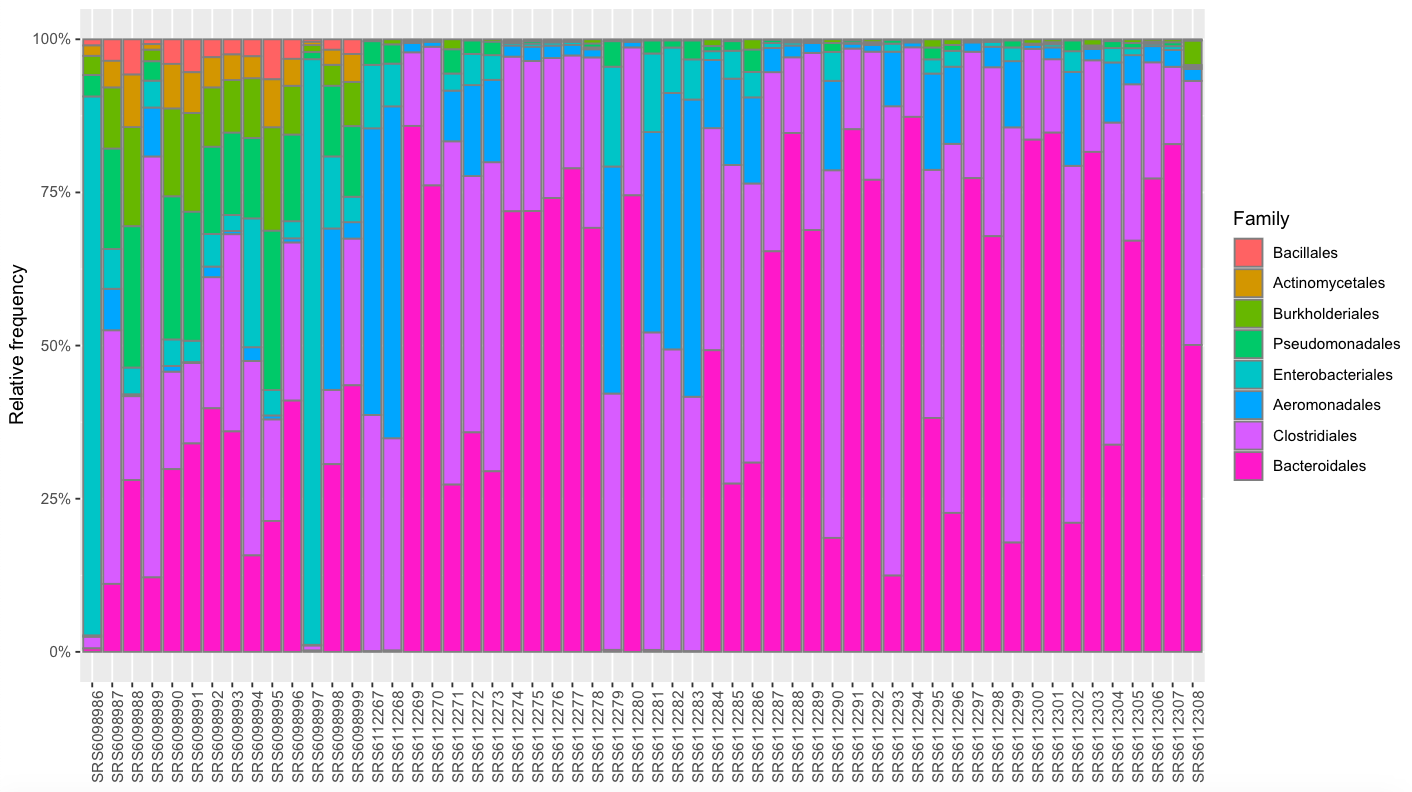 Relative frequency
100%
75%
50%
25%
0%
SRS6098986
SRS6098987
SRS6098988
SRS6098989
SRS6098990
SRS6098991
SRS6098992
SRS6098993
SRS6098994
SRS6098995
SRS6098996
SRS6098997
SRS6098998
SRS6098999
SRS6112267
SRS6112268
SRS6112269
SRS6112270
SRS6112271
SRS6112272
SRS6112273
SRS6112274
SRS6112275
SRS6112276
SRS6112277
SRS6112278
SRS6112279
SRS6112280
SRS6112281
SRS6112282
SRS6112283
SRS6112284
SRS6112285
SRS6112286
SRS6112287
SRS6112288
SRS6112289
SRS6112290
SRS6112291
SRS6112292
SRS6112293
SRS6112294
SRS6112295
SRS6112296
SRS6112297
SRS6112298
SRS6112299
SRS6112300
SRS6112301
SRS6112302
SRS6112303
SRS6112304
SRS6112305
SRS6112306
SRS6112307
SRS6112308
Family
Bacillales
Actinomycetales
Burkholderiales
Pseudomonadales
Enterobacteriales
Aeromonadales
Clostridiales
Bacteroidales